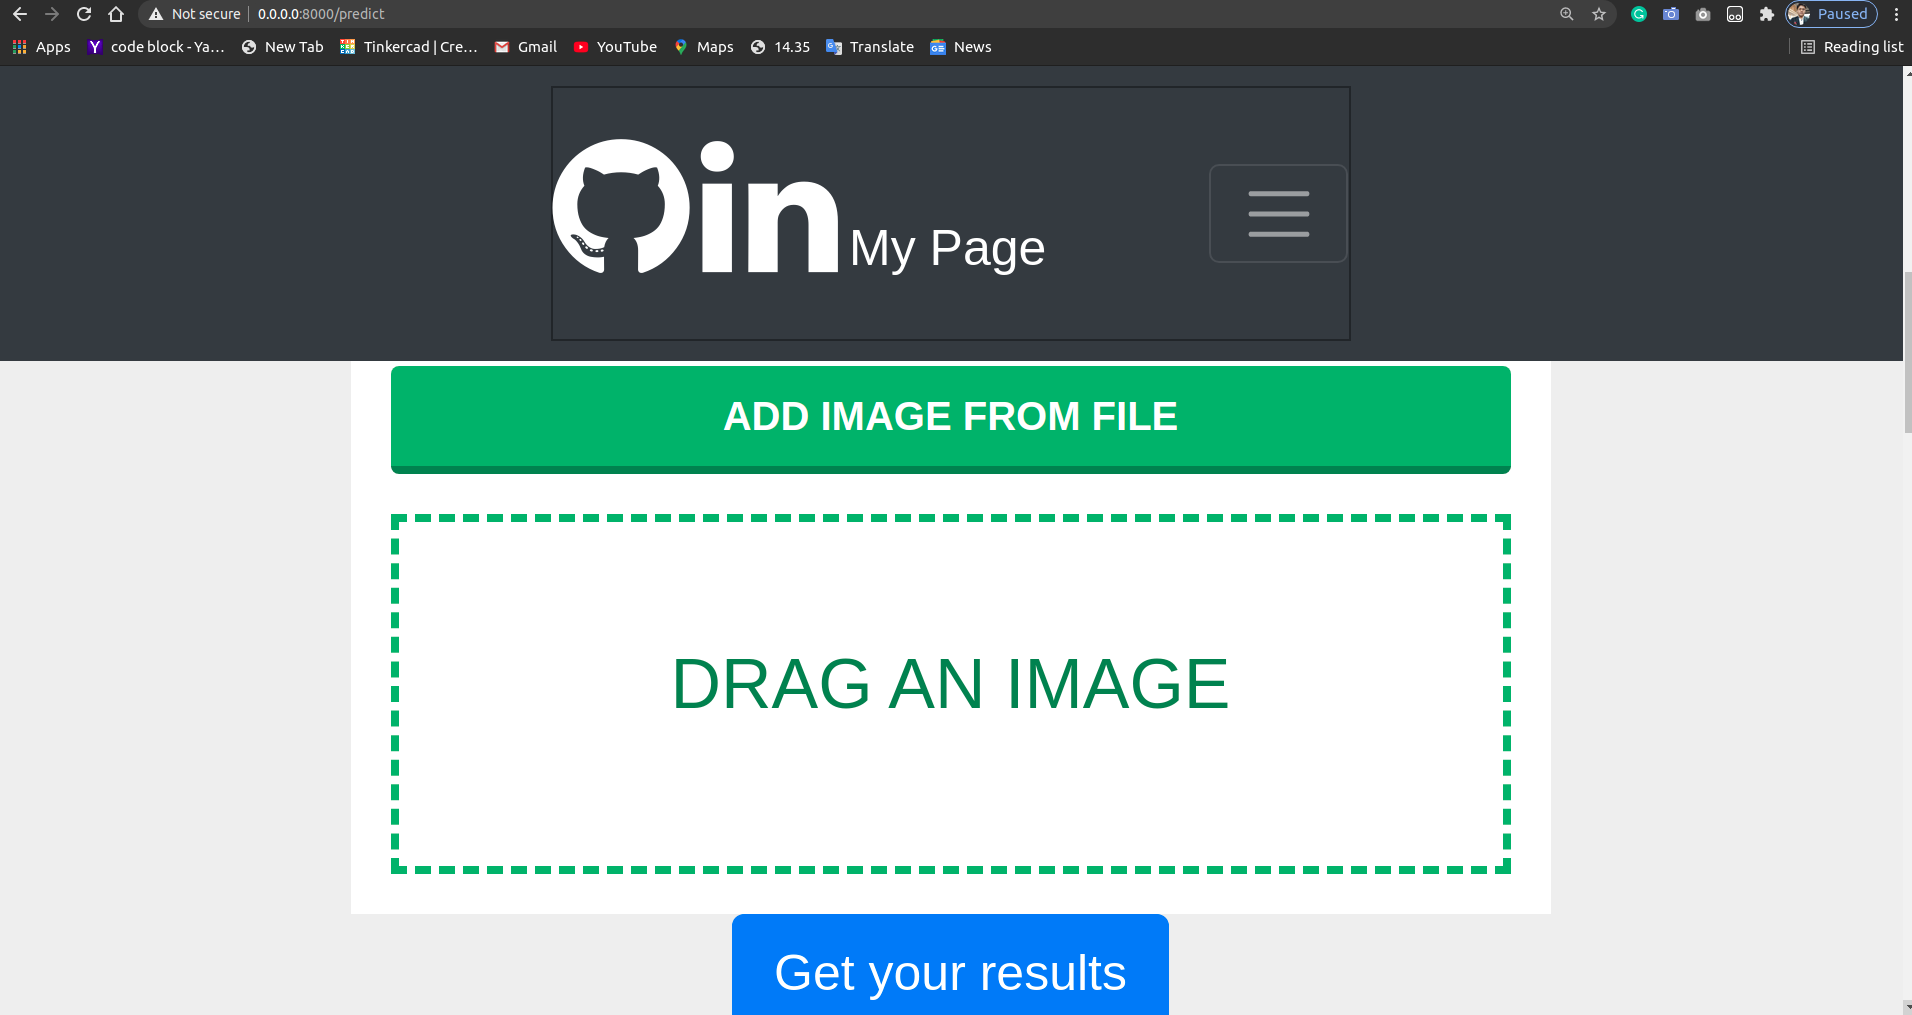 Not secure 0.0.0.0:8000/predict Paused
Apps code block - Ya... New Tab Tinkercad | Cre... Gmail YouTube Maps 14.35 Translate News Reading list
in My Page
ADD IMAGE FROM FILE
DRAG AN IMAGE
Get your results